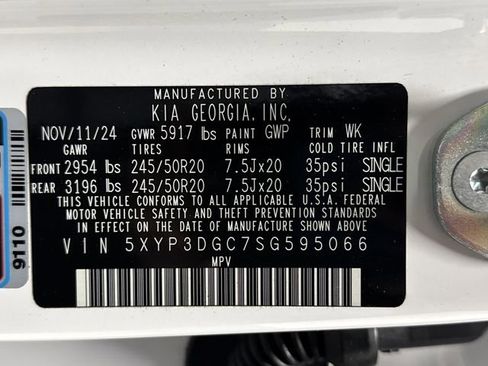 MANUFACTURED BY
KIA GEORGIA, INC.
NOV/11/24 GVWR 5917 lbs PAINT GWP TRIM WK
GAWR TIRES RIMS COLD TIRE INFL
FRONT 2954 lbs 245/50R20 7.5Jx20 35psi SINGLE
REAR 3196 lbs 245/50R20 7.5Jx20 35psi SINGLE
THIS VEHICLE CONFORMS TO ALL APPLICABLE U.S. FEDERAL
MOTOR VEHICLE SAFETY AND THEFT PREVENTION STANDARDS
IN EFFECT ON THE DATE OF MANUFACTURE SHOWN ABOVE.
VIN 5XYP3DGC7SG595066
MPV
9110